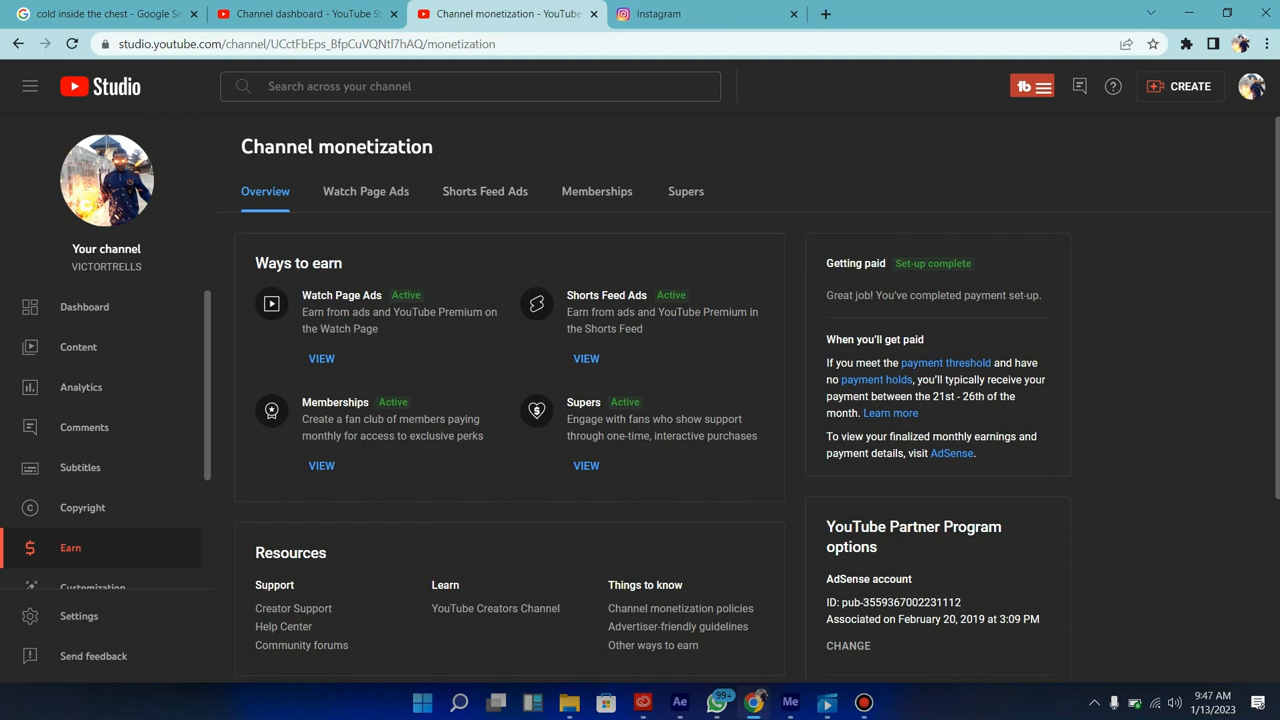 cold inside the chest - Google Se
Channel dashboard - YouTube St
Channel monetization - YouTube
Instagram
studio.youtube.com/channel/UCctFbEps_BfpCuVQNtl7hAQ/monetization
Studio
Search across your channel
tb
CREATE
Your channel
VICTORTRELLS
Dashboard
Content
Analytics
Comments
Subtitles
Copyright
Earn
Customization
Settings
Send feedback
Channel monetization
Overview
Watch Page Ads
Shorts Feed Ads
Memberships
Supers
Ways to earn
Watch Page Ads Active
Earn from ads and YouTube Premium on
the Watch Page
VIEW
Shorts Feed Ads Active
Earn from ads and YouTube Premium in
the Shorts Feed
VIEW
Memberships Active
Create a fan club of members paying
monthly for access to exclusive perks
VIEW
Supers Active
Engage with fans who show support
through one-time, interactive purchases
VIEW
Resources
Support
Creator Support
Help Center
Community forums
Learn
YouTube Creators Channel
Things to know
Channel monetization policies
Advertiser-friendly guidelines
Other ways to earn
Getting paid Set-up complete
Great job! You've completed payment set-up.
When you'll get paid
If you meet the payment threshold and have
no payment holds, you'll typically receive your
payment between the 21st - 26th of the
month. Learn more
To view your finalized monthly earnings and
payment details, visit AdSense.
YouTube Partner Program
options
AdSense account
ID: pub-3559367002231112
Associated on February 20, 2019 at 3:09 PM
CHANGE
Ae
99+
Me
9:47 AM
1/13/2023